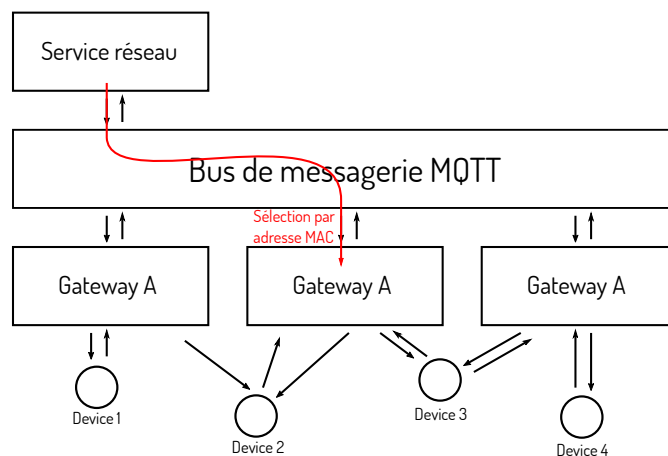 Service réseau
Bus de messagerie MQTT
Sélection par
adresse MAC
Gateway A
Gateway A
Gateway A
Device 1
Device 2
Device 3
Device 4